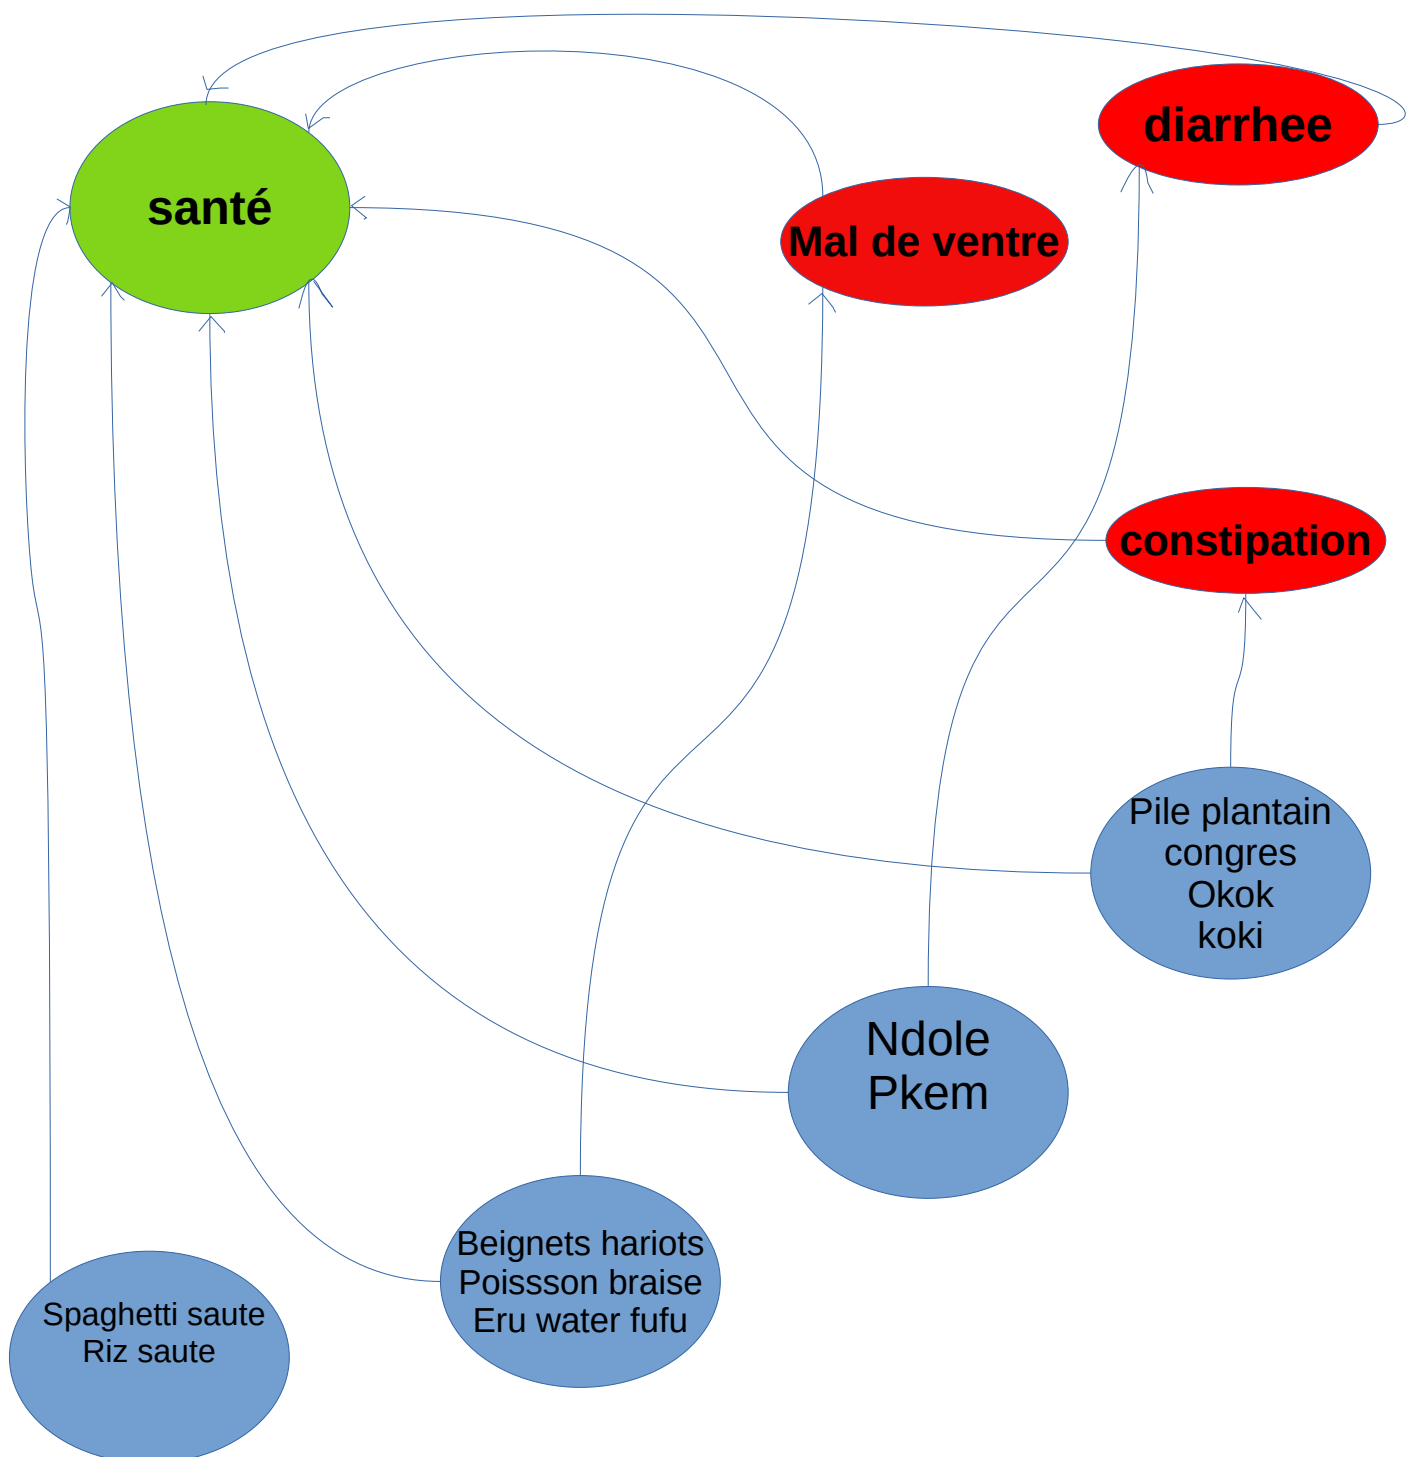 diarrhee
santé
Mal de ventre
constipation
Pile plantain
congres
Okok
koki
Ndole
Pkem
Beignets hariots
Poissson braise
Eru water fufu
Spaghetti saute
Riz saute